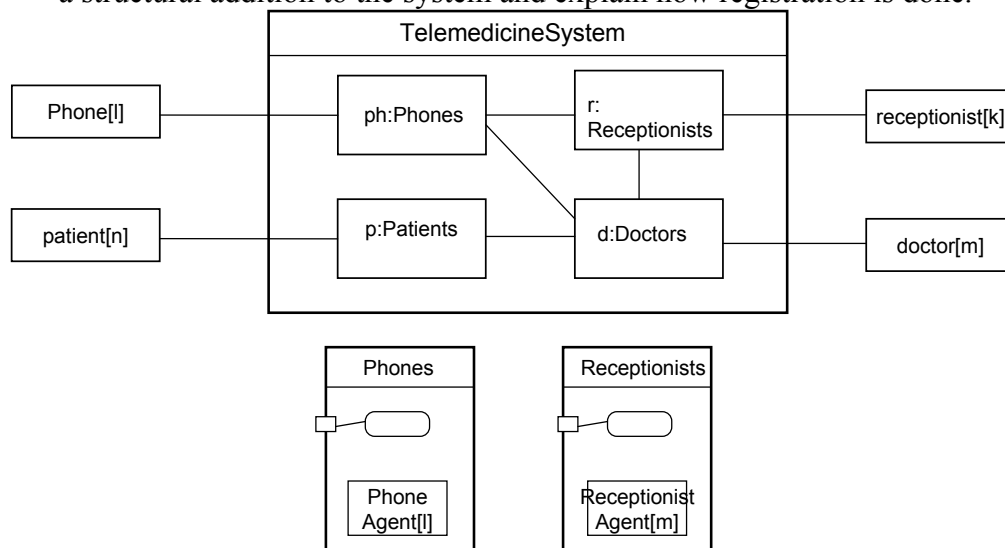 a structural addition to the system and explain how registration is done.
TelemedicineSystem
Phone[l]
ph:Phones
r:
Receptionists
receptionist[k]
patient[n]
p:Patients
d:Doctors
doctor[m]
Phones
Receptionists
Phone
Agent[l]
Receptionist
Agent[m]